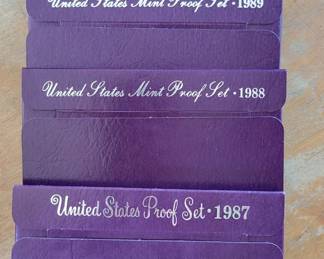 United States Mint Proof Set · 1989
United States Mint Proof Set · 1988
United States Proof Set · 1987